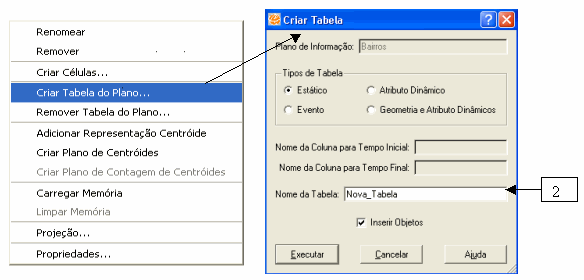 Renomear
Remover
Criar Células...
Criar Tabela do Plano...
Remover Tabela do Plano...
Adicionar Representação Centróide
Criar Plano de Centróides
Criar Plano de Contagem de Centróides
Carregar Memória
Limpar Memória
Projeção...
Propriedades...
Criar Tabela
Plano de Informação: Bairros
Tipos de Tabela
Estático Atributo Dinâmico
Evento Geometria e Atributo Dinâmicos
Nome da Coluna para Tempo Inicial:
Nome da Coluna para Tempo Final:
Nome da Tabela: Nova_Tabela
Inserir Objetos
Executar Cancelar Ajuda
2